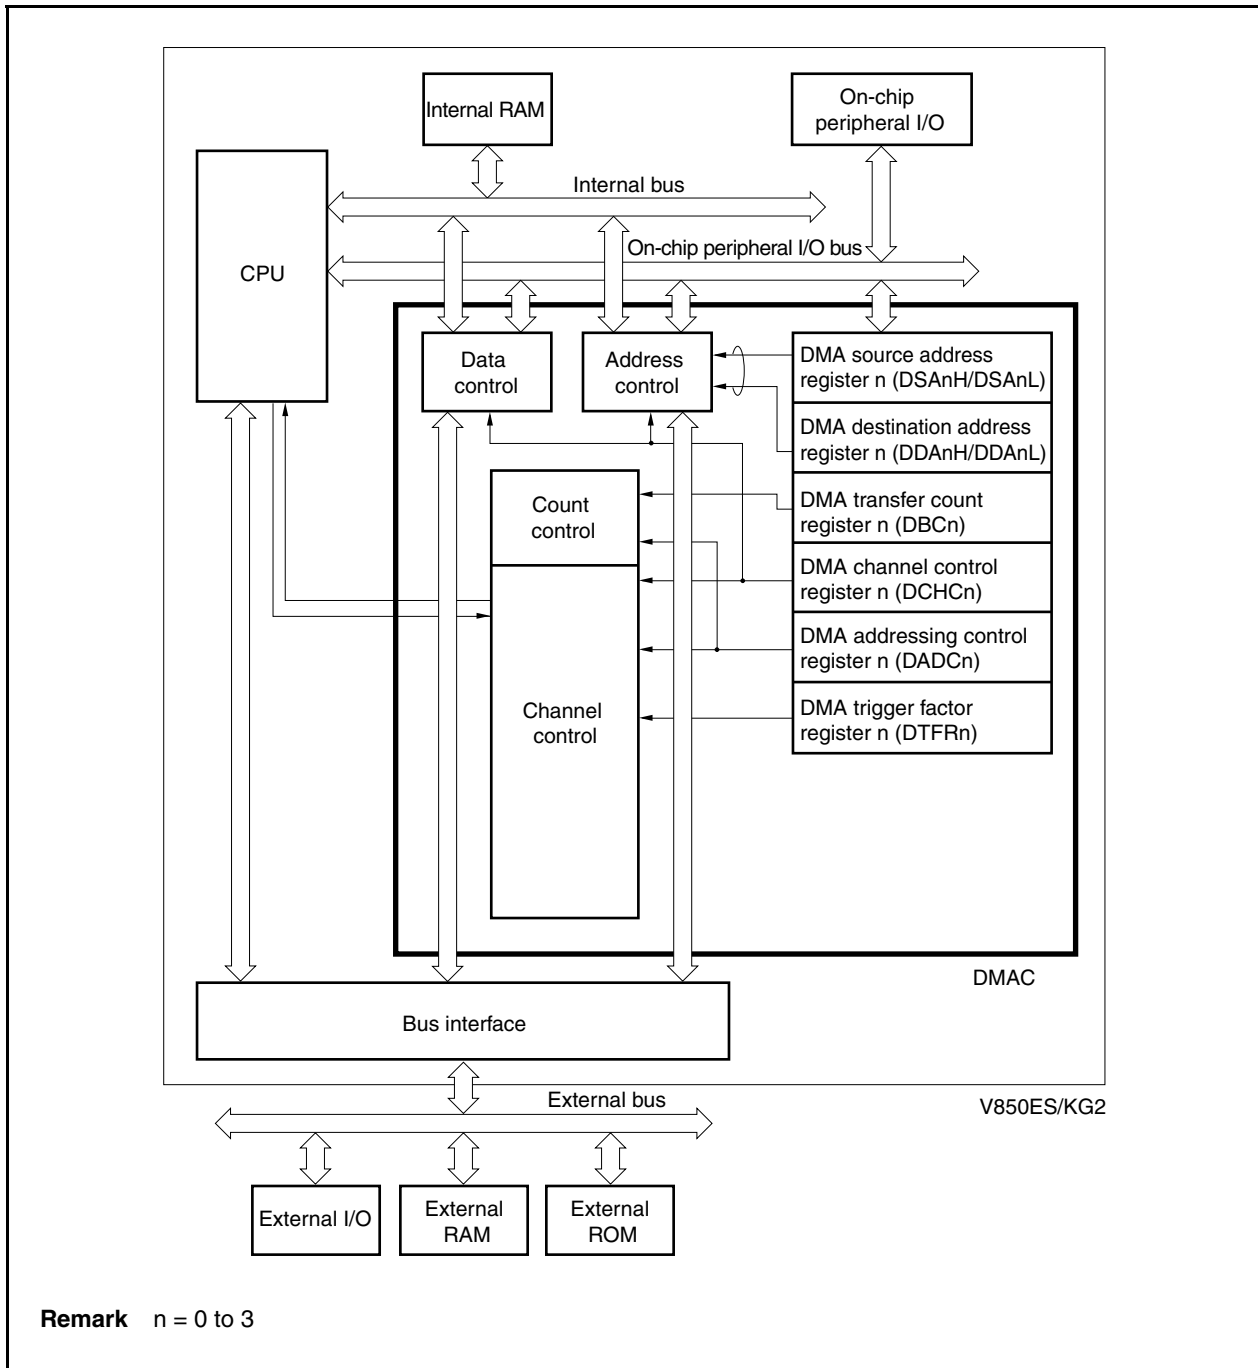 Internal RAM
On-chip
peripheral I/O
Internal bus
On-chip peripheral I/O bus
CPU
Data
control
Address
control
DMA source address
register n (DSAnH/DSAnL)
DMA destination address
register n (DDAnH/DDAnL)
Count
control
DMA transfer count
register n (DBCn)
DMA channel control
register n (DCHCn)
DMA addressing control
register n (DADCn)
Channel
control
DMA trigger factor
register n (DTFRn)
DMAC
Bus interface
External bus
V850ES/KG2
External I/O
External
RAM
External
ROM
Remark n = 0 to 3